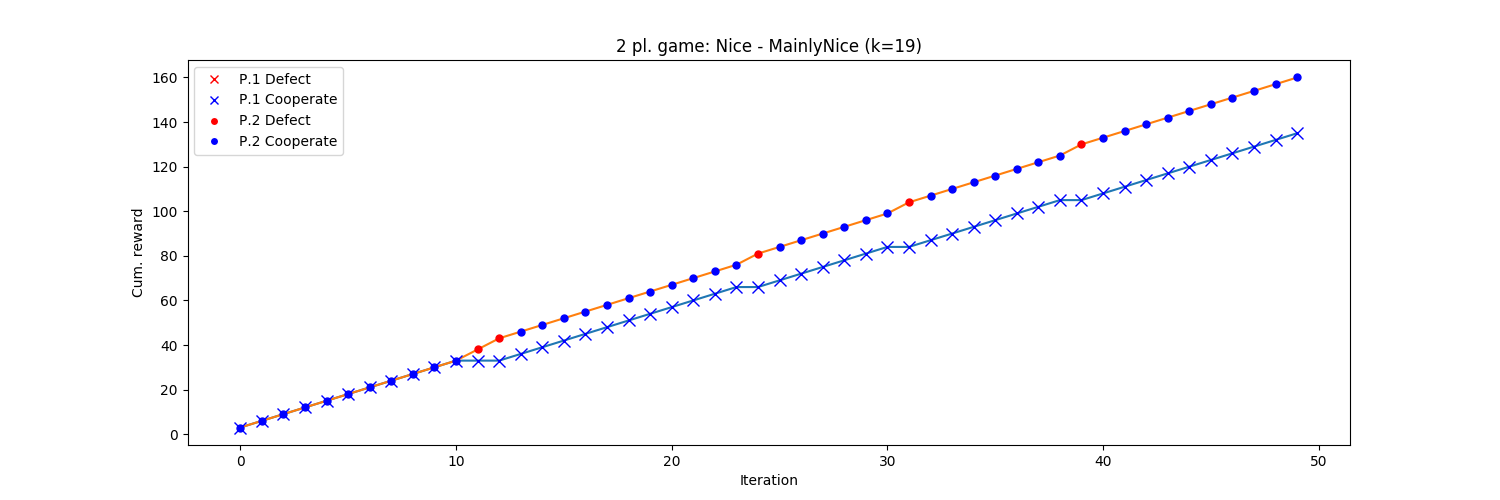 2 pl. game: Nice - MainlyNice (k=19)
P.1 Defect
P.1 Cooperate
P.2 Defect
P.2 Cooperate
Cum. reward
160
140
120
100
80
60
40
20
0
0 10 20 30 40 50
Iteration